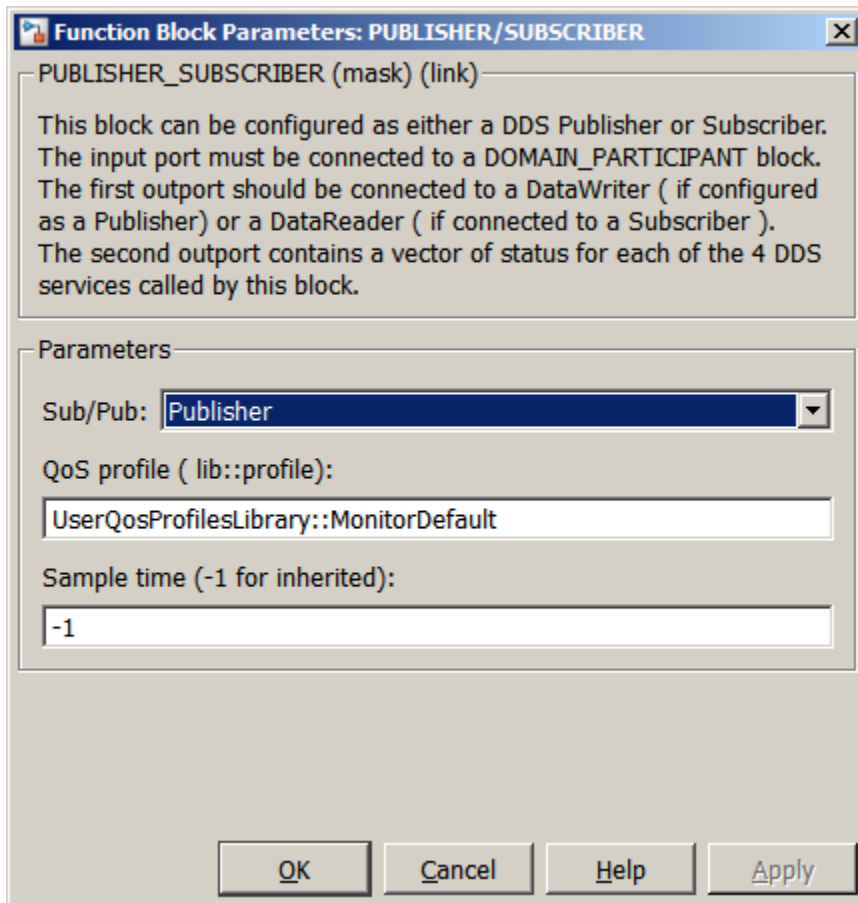 Function Block Parameters: PUBLISHER/SUBSCRIBER
PUBLISHER_SUBSCRIBER (mask) (link)
This block can be configured as either a DDS Publisher or Subscriber.
The input port must be connected to a DOMAIN_PARTICIPANT block.
The first outport should be connected to a DataWriter ( if configured
as a Publisher) or a DataReader ( if connected to a Subscriber ).
The second outport contains a vector of status for each of the 4 DDS
services called by this block.
Parameters
Sub/Pub: Publisher
QoS profile ( lib::profile):
UserQosProfilesLibrary::MonitorDefault
Sample time (-1 for inherited):
-1
OK Cancel Help Apply